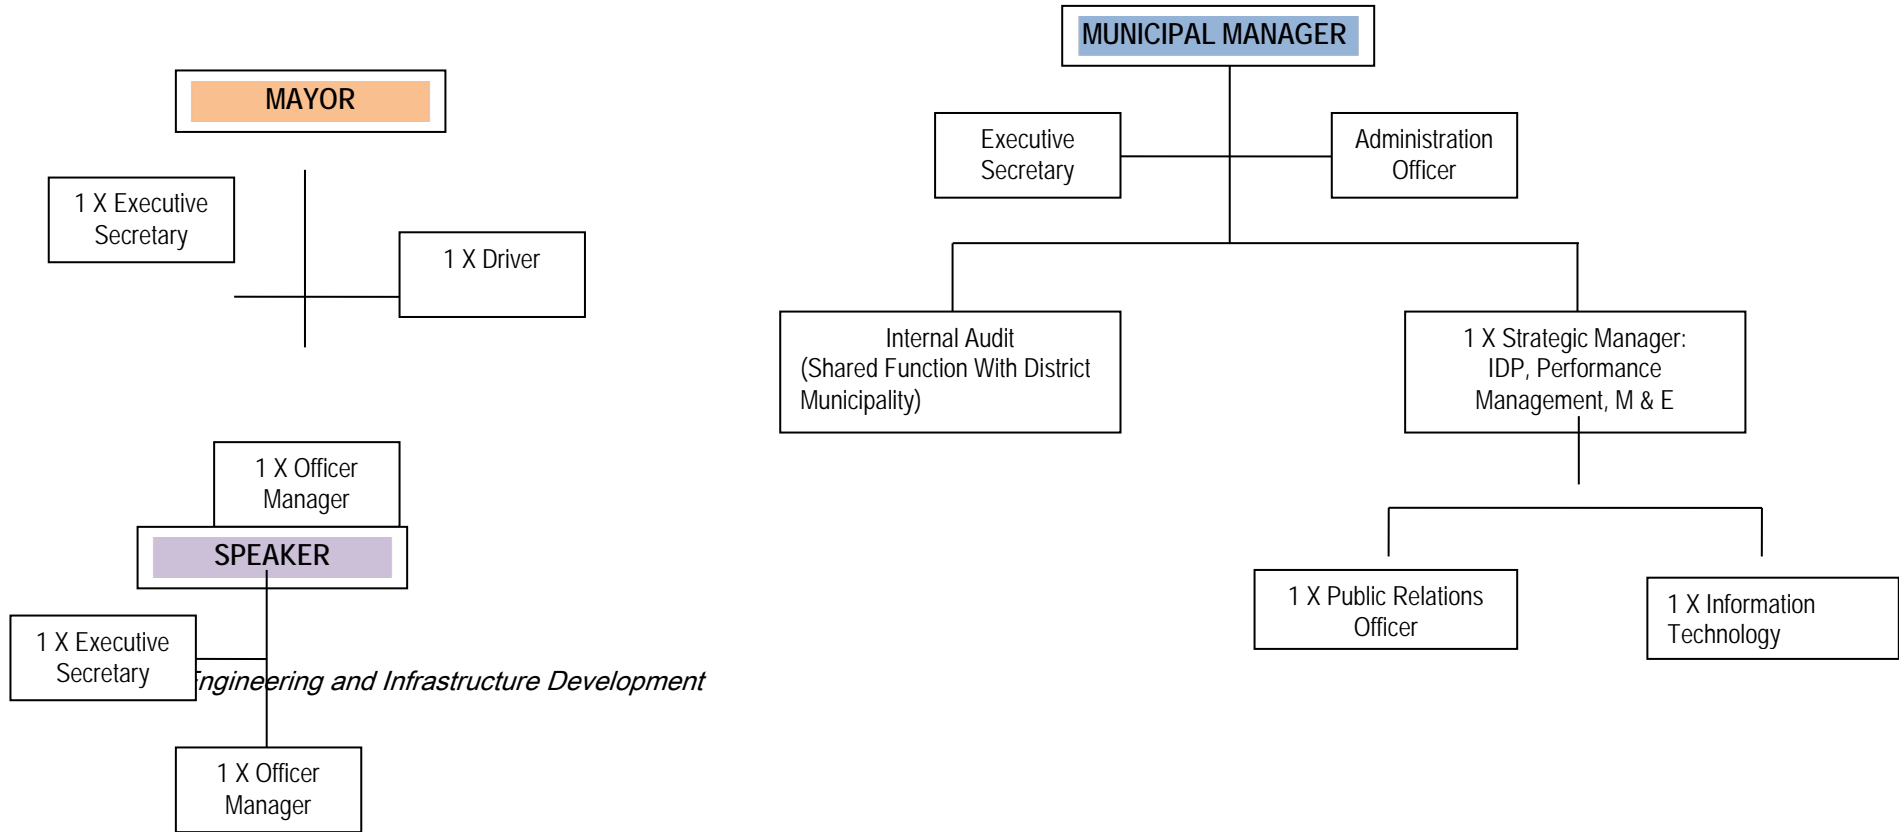 MAYOR
1 X Executive
Secretary
1 X Driver
1 X Officer
Manager
SPEAKER
1 X Executive
Secretary
Engineering and Infrastructure Development
1 X Officer
Manager
MUNICIPAL MANAGER
Executive
Secretary
Administration
Officer
Internal Audit
(Shared Function With District
Municipality)
1 X Strategic Manager:
IDP, Performance
Management, M & E
1 X Public Relations
Officer
1 X Information
Technology